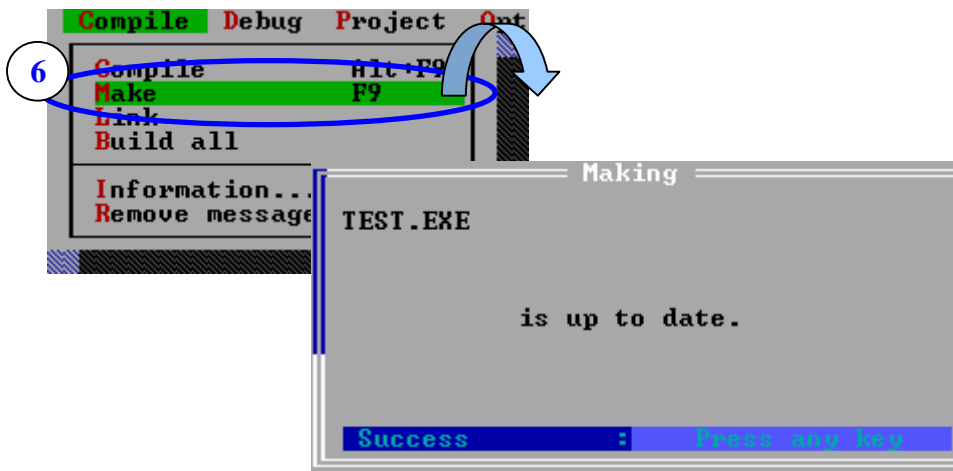 Compile Debug Project Opt
6
Compile Alt+F9
Make F9
Link
Build all
Information...
Remove message
Making
TEST.EXE
is up to date.
Success : Press any key